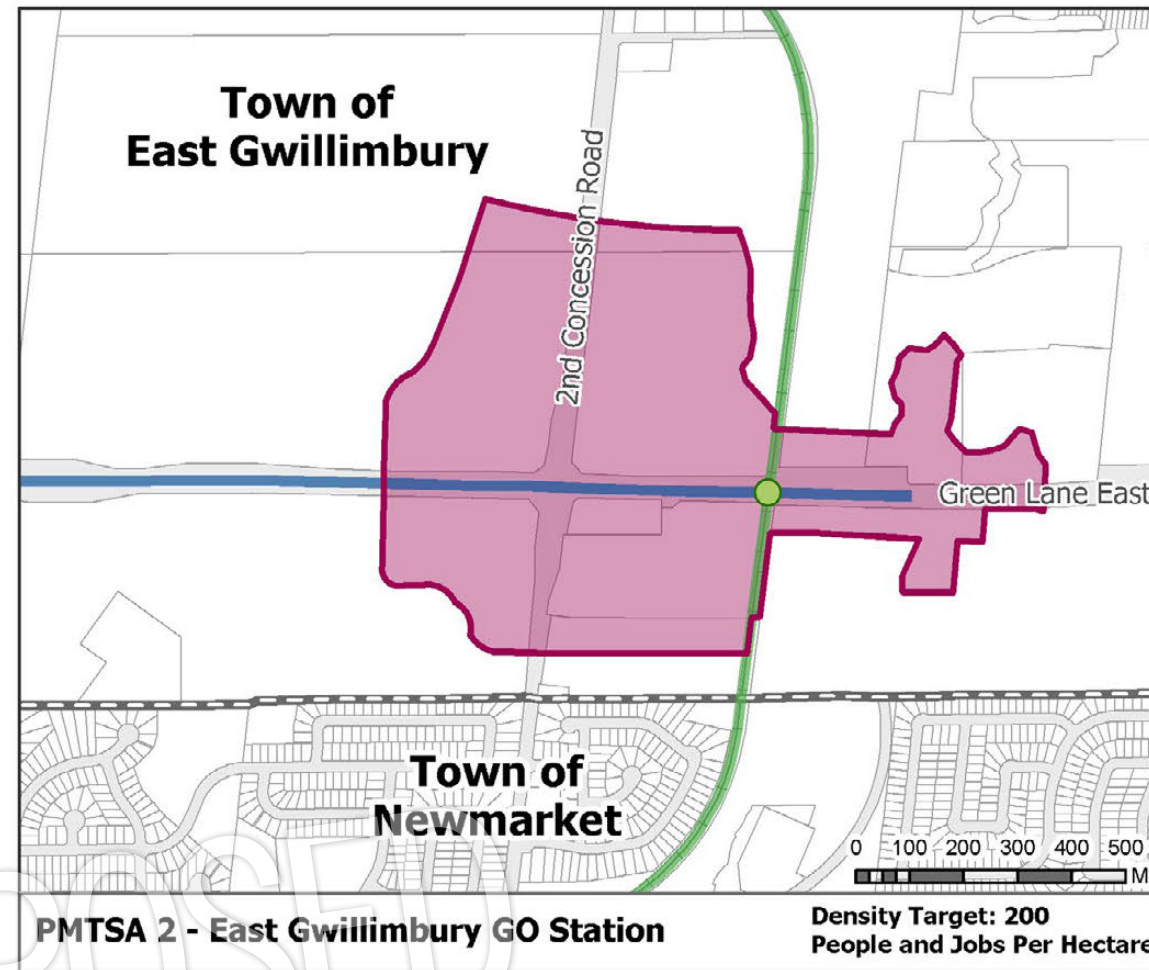 Town of
East Gwillimbury
2nd Concession Road
Green Lane East
Town of
Newmarket
0 100 200 300 400 500
M
PMTSA 2 - East Gwillimbury GO Station
Density Target: 200
People and Jobs Per Hectare
POSED